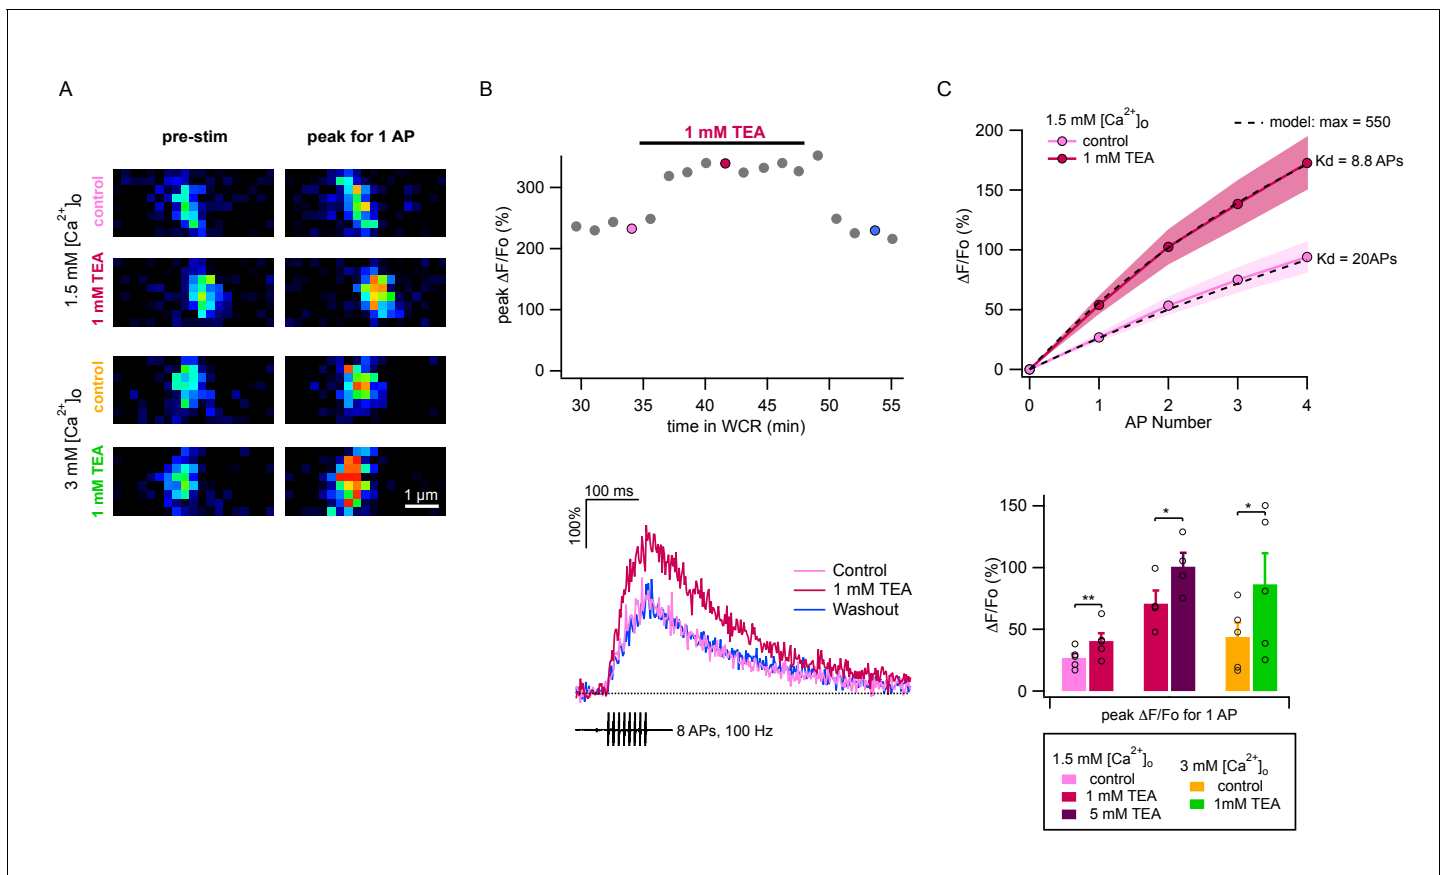 A
pre-stim
peak for 1 AP
1.5 mM [Ca2+]o
control
1 mM TEA
3 mM [Ca2+]o
control
1 mM TEA
1 µm
B
1 mM TEA
peak ΔF/Fo (%)
300
200
100
0
30
35
40
45
50
55
time in WCR (min)
100 ms
100%
Control
1 mM TEA
Washout
8 APs, 100 Hz
C
1.5 mM [Ca2+]o
control
1 mM TEA
model: max = 550
Kd = 8.8 APs
Kd = 20APs
ΔF/Fo (%)
200
150
100
50
0
0
1
2
3
4
AP Number
ΔF/Fo (%)
150
100
50
0
**
*
*
peak ΔF/Fo for 1 AP
1.5 mM [Ca2+]o
control
1 mM TEA
5 mM TEA
3 mM [Ca2+]o
control
1mM TEA